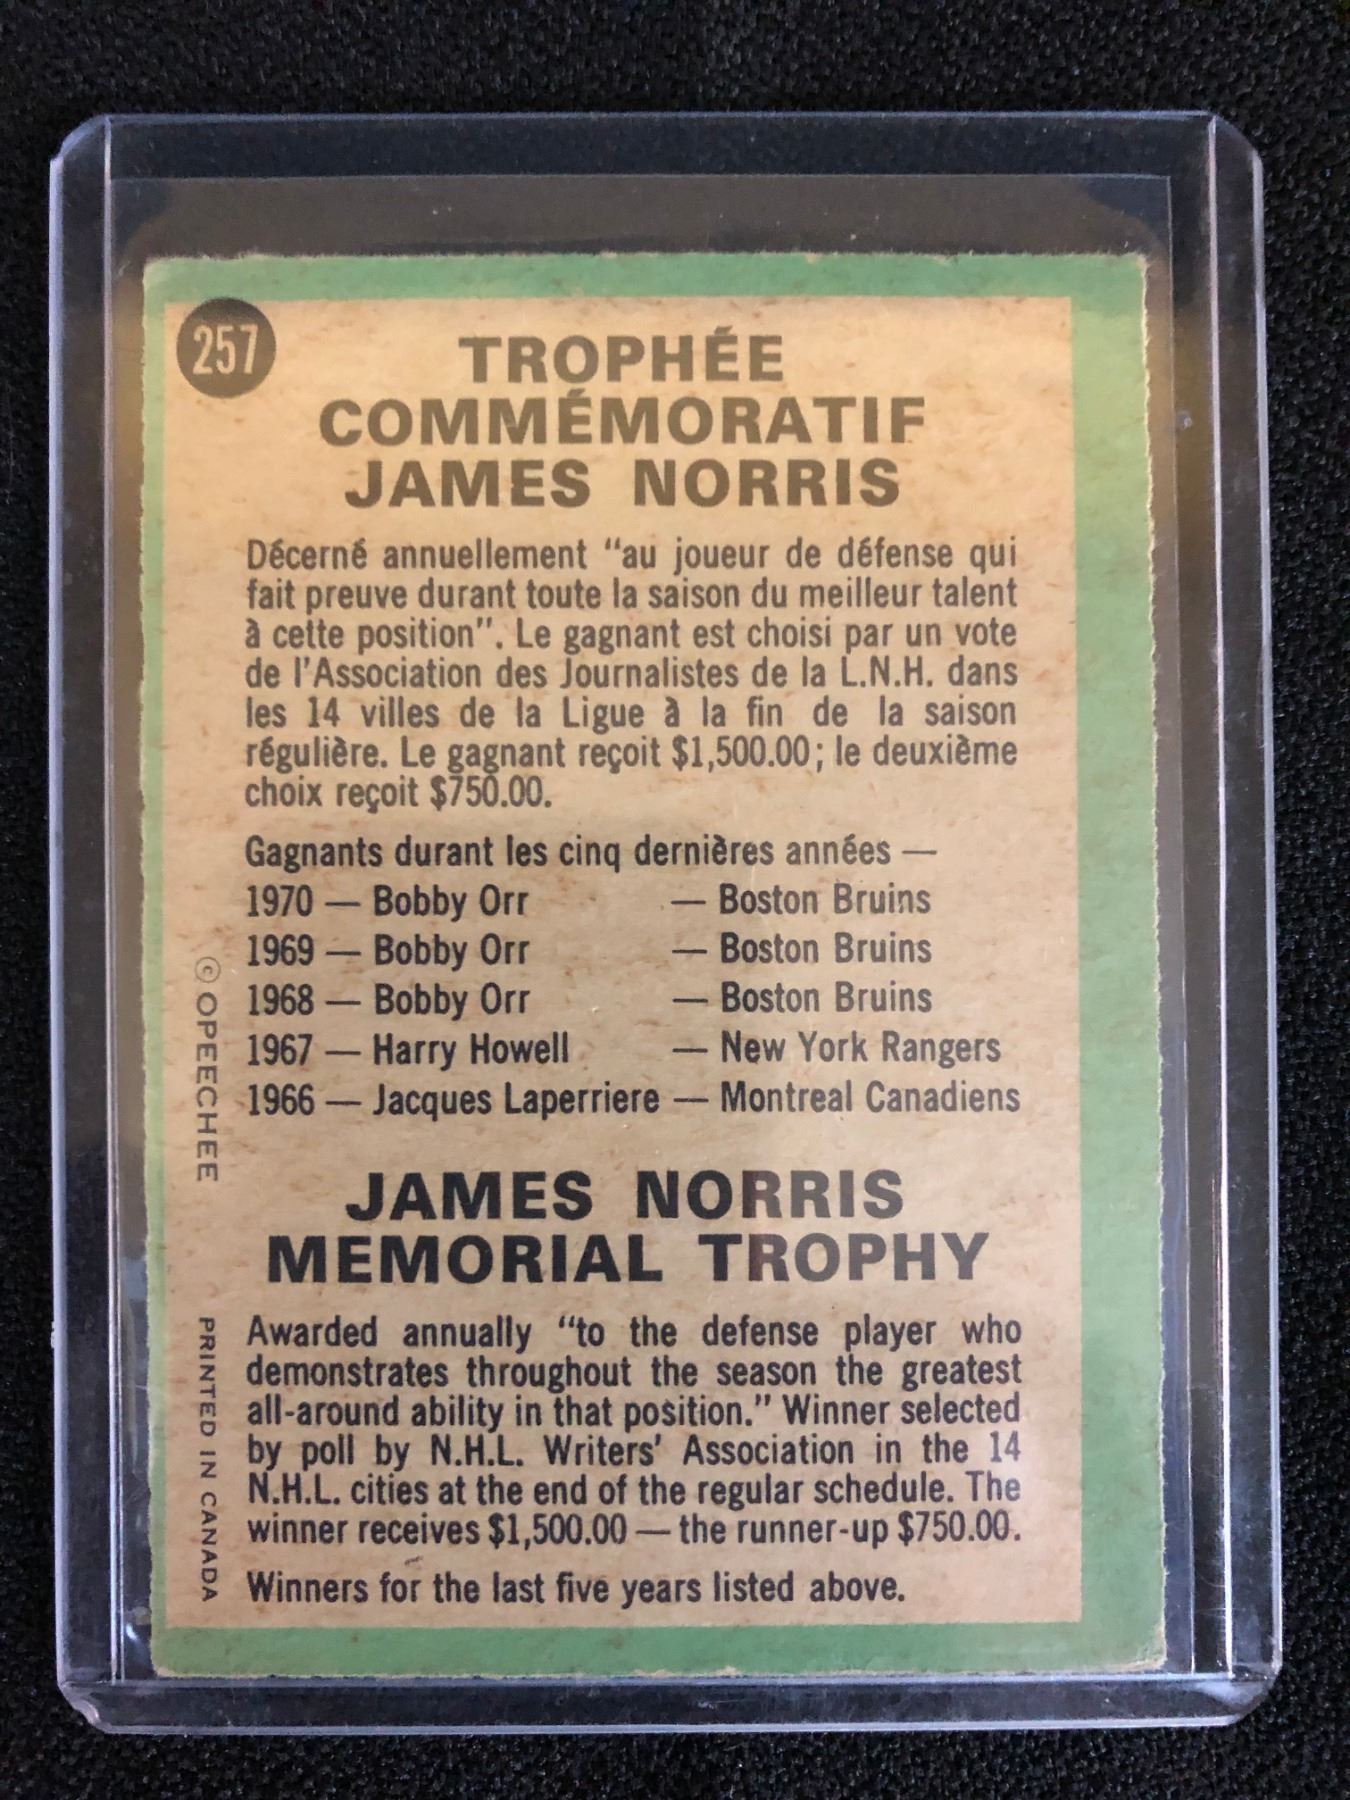 257
TROPHÉE
COMMÉMORATIF
JAMES NORRIS
Décerné annuellement “au joueur de défense qui
fait preuve durant toute la saison du meilleur talent
à cette position”. Le gagnant est choisi par un vote
de l'Association des Journalistes de la L.N.H. dans
les 14 villes de la Ligue à la fin de la saison
régulière. Le gagnant reçoit $1,500.00; le deuxième
choix reçoit $750.00.
Gagnants durant les cinq dernières années —
1970 — Bobby Orr — Boston Bruins
1969 — Bobby Orr — Boston Bruins
1968 — Bobby Orr — Boston Bruins
1967 — Harry Howell — New York Rangers
1966 — Jacques Laperriere — Montreal Canadiens
JAMES NORRIS
MEMORIAL TROPHY
Awarded annually “to the defense player who
demonstrates throughout the season the greatest
all-around ability in that position.” Winner selected
by poll by N.H.L. Writers' Association in the 14
N.H.L. cities at the end of the regular schedule. The
winner receives $1,500.00 — the runner-up $750.00.
Winners for the last five years listed above.
© OPEECHEE
PRINTED IN CANADA